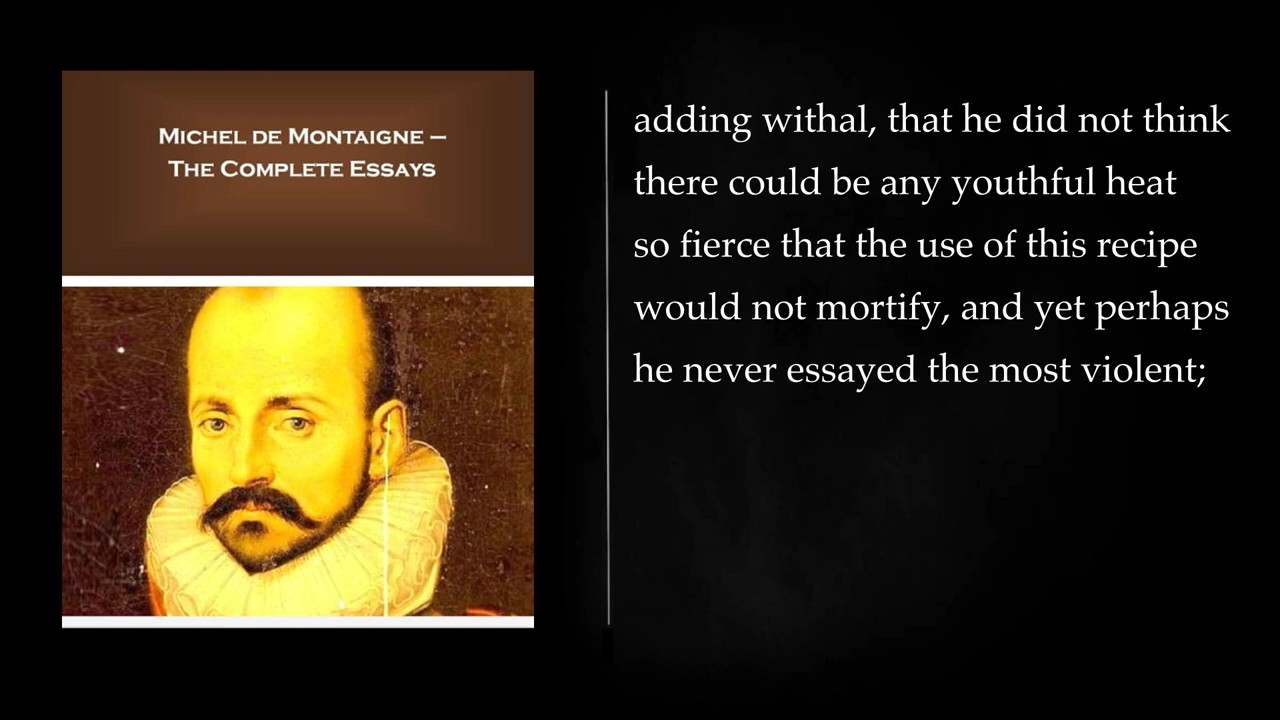 MICHEL DE MONTAIGNE –
THE COMPLETE ESSAYS
adding withal, that he did not think
there could be any youthful heat
so fierce that the use of this recipe
would not mortify, and yet perhaps
he never essayed the most violent;